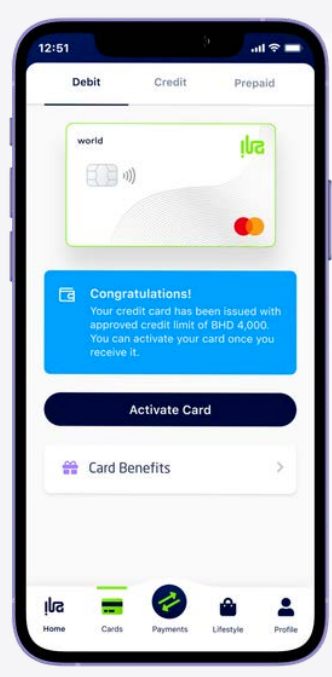 12:51
Debit Credit Prepaid
world
ila
Congratulations!
Your credit card has been issued with
approved credit limit of BHD 4,000.
You can activate your card once you
receive it.
Activate Card
Card Benefits
ila
Home Cards Payments Lifestyle Profile